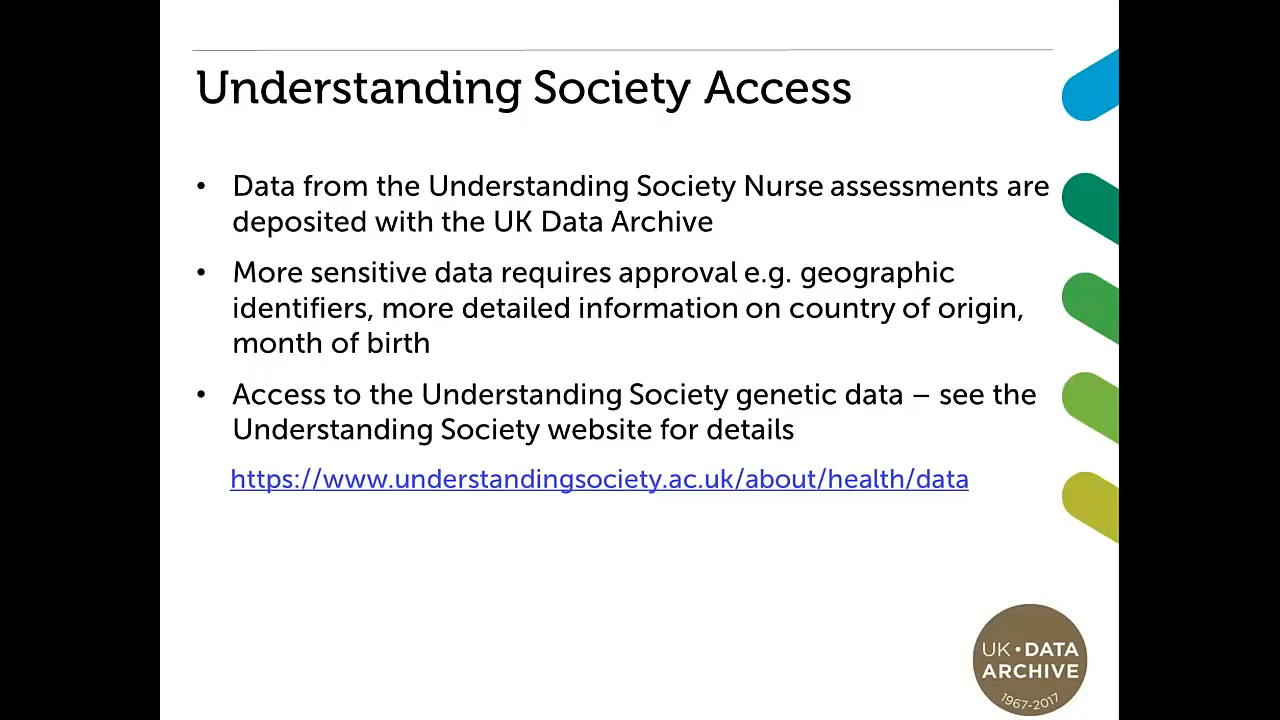 Understanding Society Access
• Data from the Understanding Society Nurse assessments are
deposited with the UK Data Archive
• More sensitive data requires approval e.g. geographic
identifiers, more detailed information on country of origin,
month of birth
• Access to the Understanding Society genetic data – see the
Understanding Society website for details
https://www.understandingsociety.ac.uk/about/health/data
UK • DATA
ARCHIVE
1967-2017